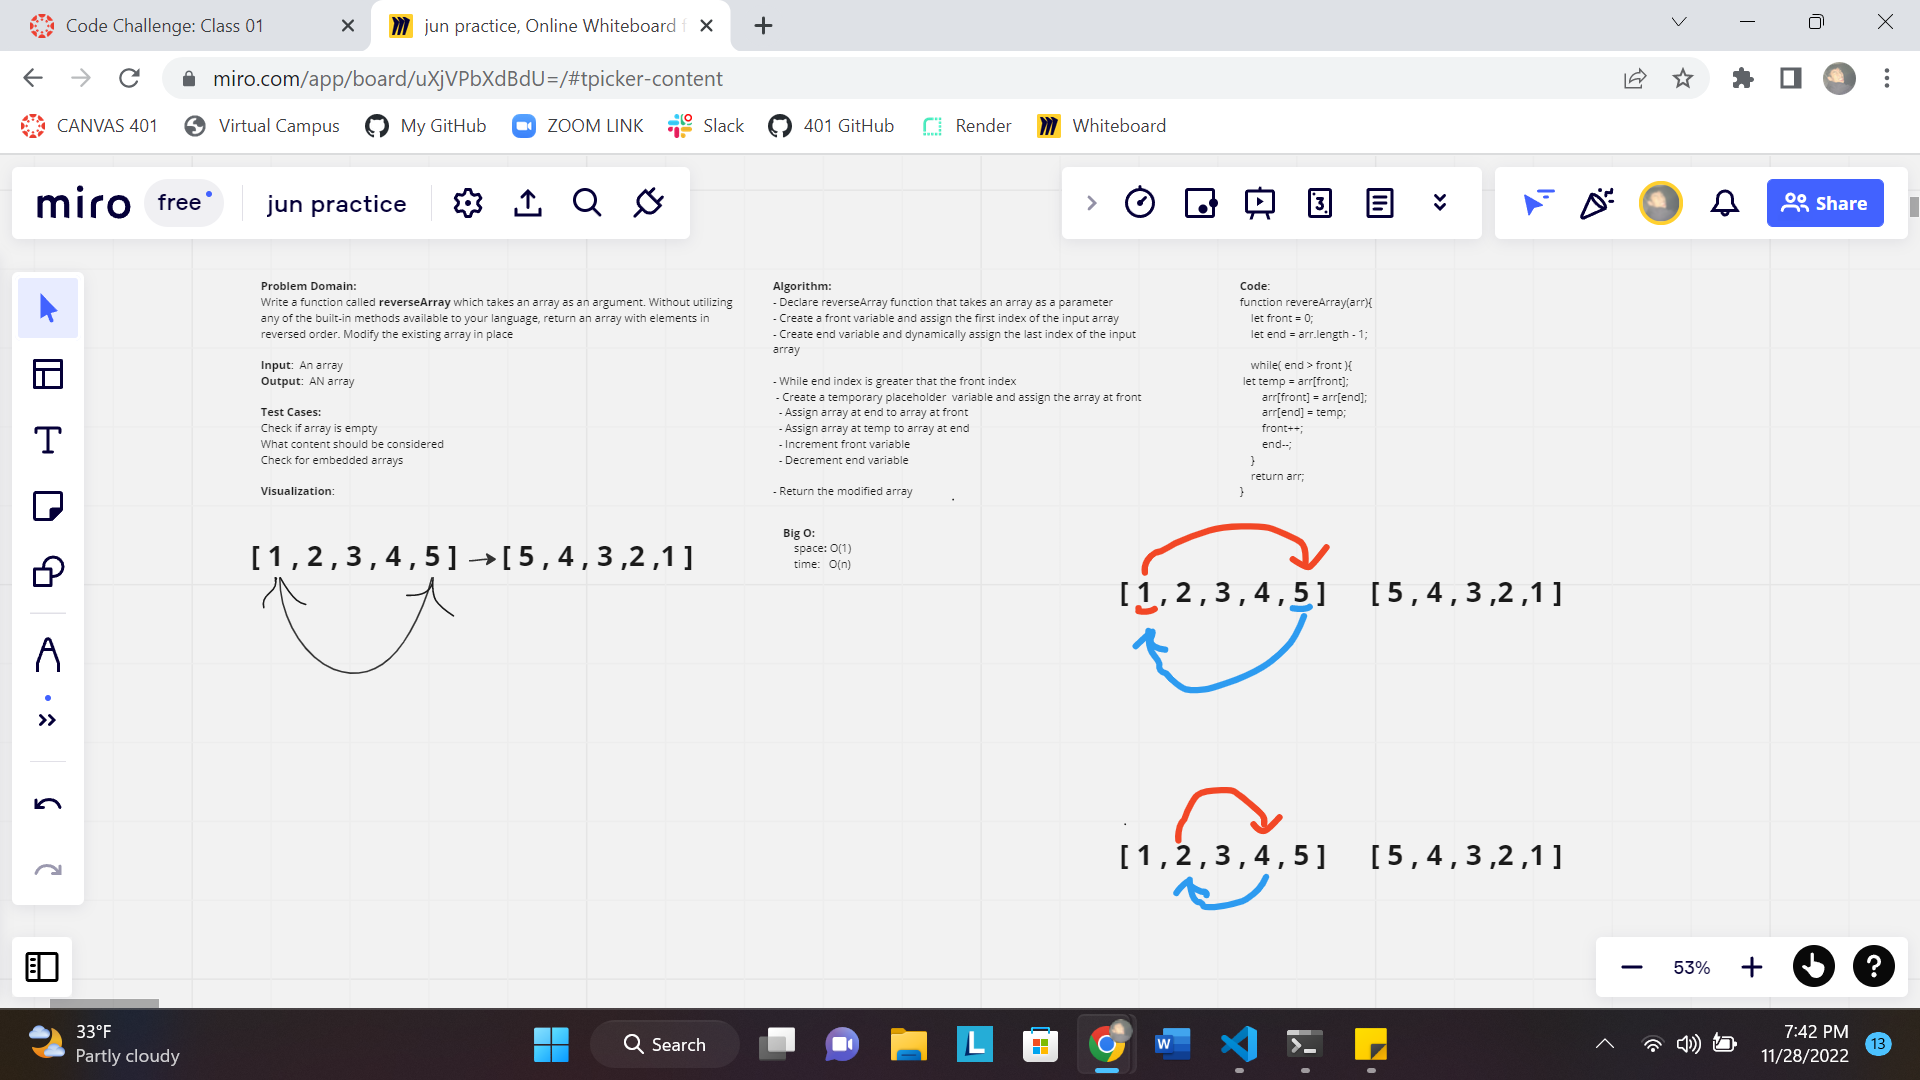 Code Challenge: Class 01
jun practice, Online Whiteboard f
miro.com/app/board/uXjVPbXdBdU=/#tpicker-content
CANVAS 401
Virtual Campus
My GitHub
ZOOM LINK
Slack
401 GitHub
Render
Whiteboard
miro
free
jun practice
3
Share
Problem Domain:
Write a function called reverseArray which takes an array as an argument. Without utilizing
any of the built-in methods available to your language, return an array with elements in
reversed order. Modify the existing array in place
Input: An array
Output: AN array
Test Cases:
Check if array is empty
What content should be considered
Check for embedded arrays
Visualization:
[ 1 , 2 , 3 , 4 , 5 ] → [ 5 , 4 , 3 ,2 ,1 ]
Algorithm:
- Declare reverseArray function that takes an array as a parameter
- Create a front variable and assign the first index of the input array
- Create end variable and dynamically assign the last index of the input
array
- While end index is greater that the front index
- Create a temporary placeholder variable and assign the array at front
- Assign array at end to array at front
- Assign array at temp to array at end
- Increment front variable
- Decrement end variable
- Return the modified array
Big O:
space: O(1)
time: O(n)
Code:
function revereArray(arr){
let front = 0;
let end = arr.length - 1;
while( end > front ){
let temp = arr[front];
arr[front] = arr[end];
arr[end] = temp;
front++;
end--;
}
return arr;
}
[ 1 , 2 , 3 , 4 , 5 ] [ 5 , 4 , 3 ,2 ,1 ]
[ 1 , 2 , 3 , 4 , 5 ] [ 5 , 4 , 3 ,2 ,1 ]
53%
33°F
Partly cloudy
Search
L
W
7:42 PM
11/28/2022
13